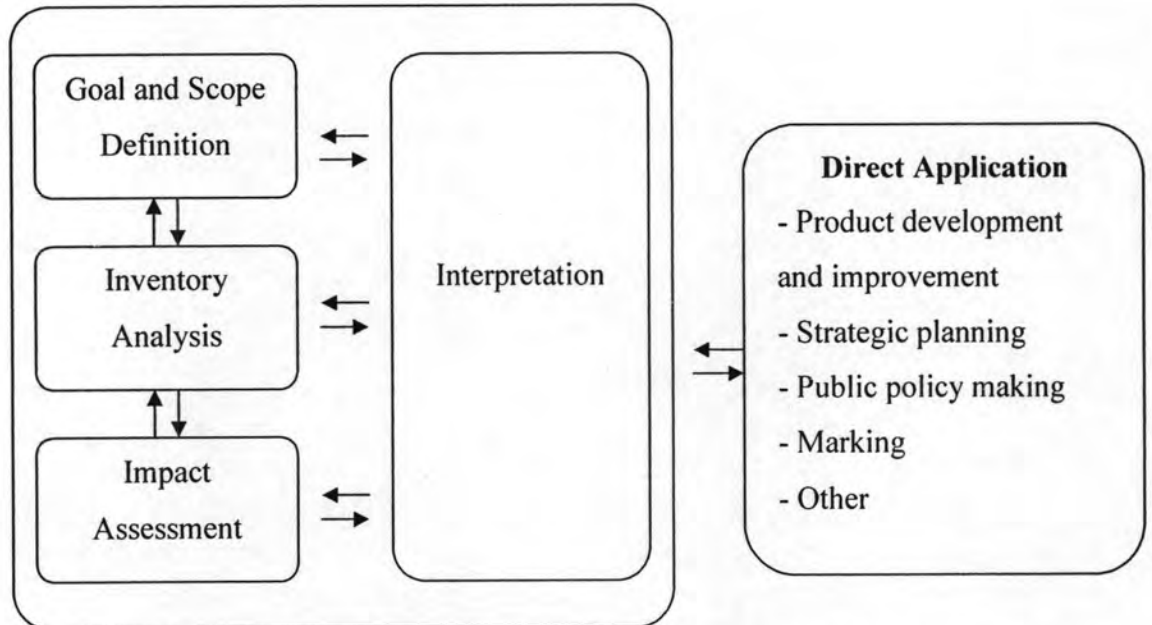 Goal and Scope
Definition
Inventory
Analysis
Impact
Assessment
Interpretation
Direct Application
- Product development
and improvement
- Strategic planning
- Public policy making
- Marking
- Other